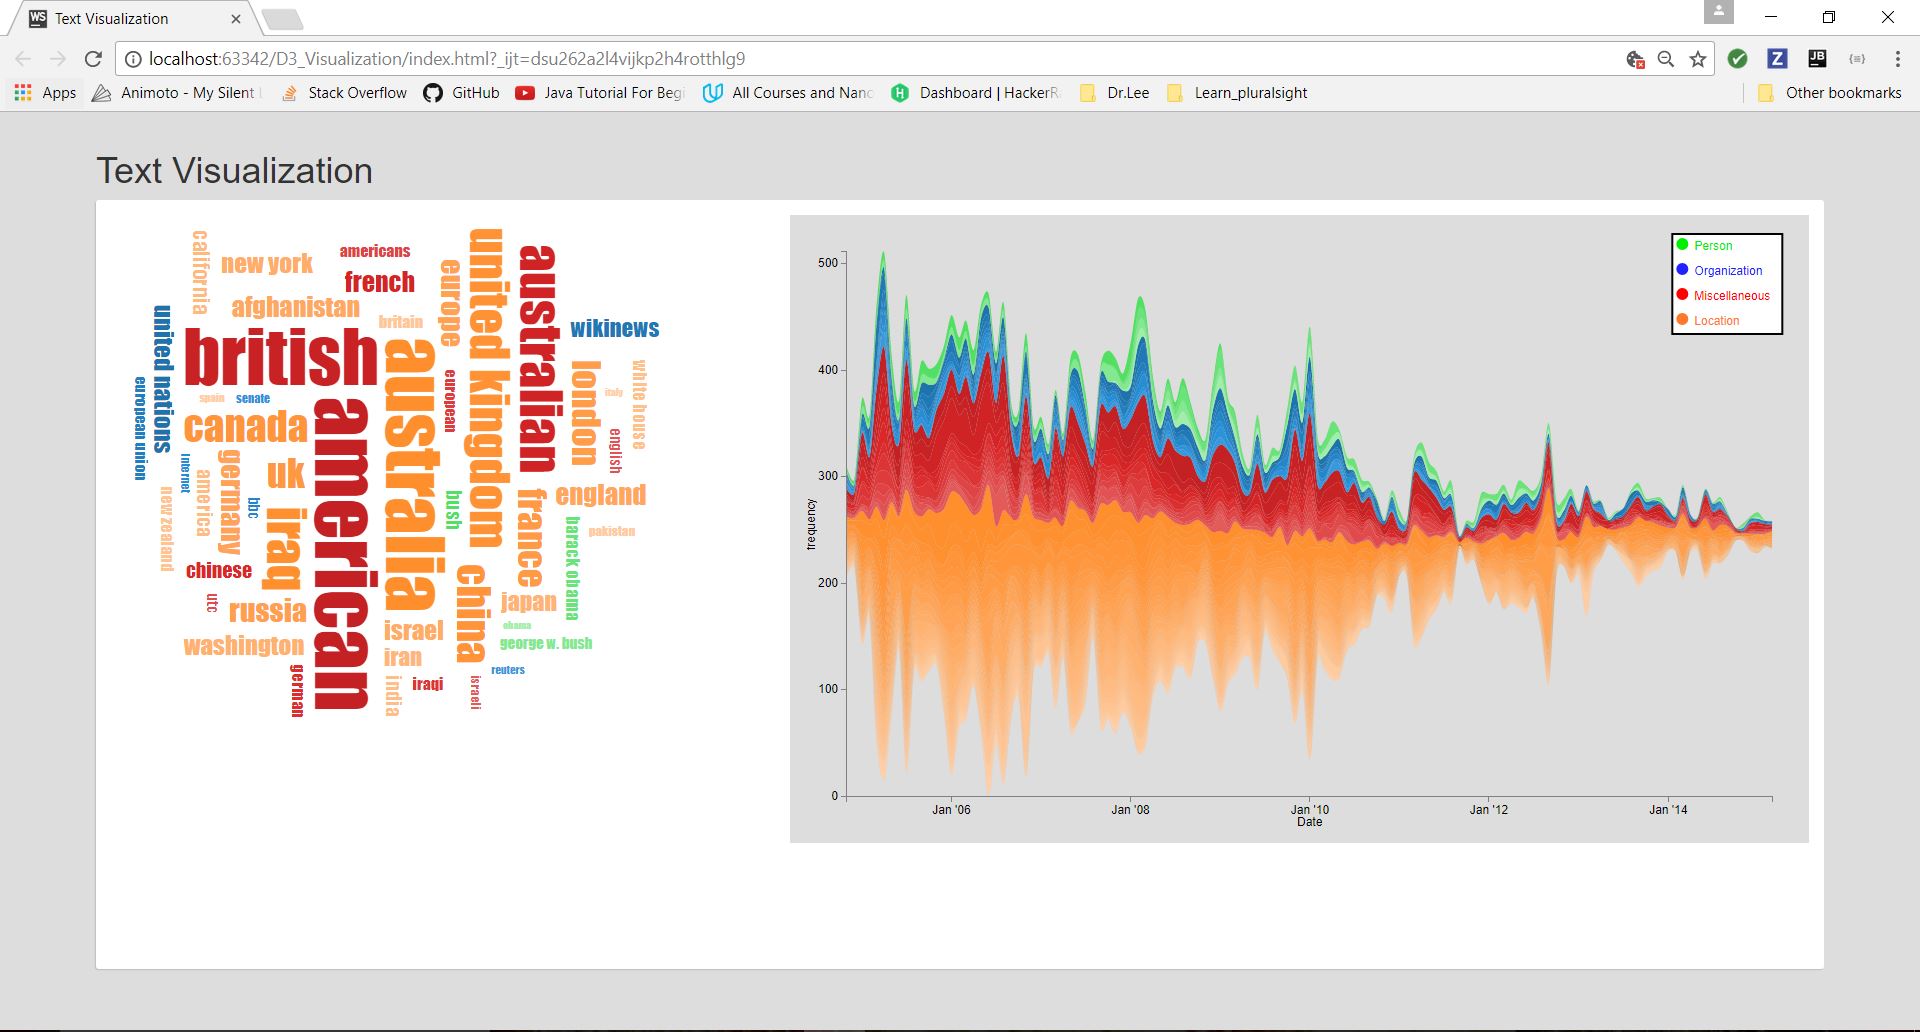 WS Text Visualization
localhost:63342/D3_Visualization/index.html?_ijt=dsu262a2l4vijkp2h4rotthlg9
Z
JB
Apps
Animoto - My Silent
Stack Overflow
GitHub
Java Tutorial For Begi
All Courses and Nano
Dashboard | HackerR
Dr.Lee
Learn_pluralsight
Other bookmarks
Text Visualization
california
new york
americans
french
afghanistan
britain
europe
united kingdom
australian
wikinews
united nations
british
european union
spain
senate
european
london
italy
white house
english
canada
american
australia
uk
germany
america
internet
bbc
new zealand
iraq
bush
france
england
barack obama
pakistan
chinese
utc
russia
washington
german
israel
iran
india
iraqi
china
japan
obama
george w. bush
reuters
israeli
500
400
300
200
100
0
frequency
Jan '06
Jan '08
Jan '10
Jan '12
Jan '14
Date
Person
Organization
Miscellaneous
Location